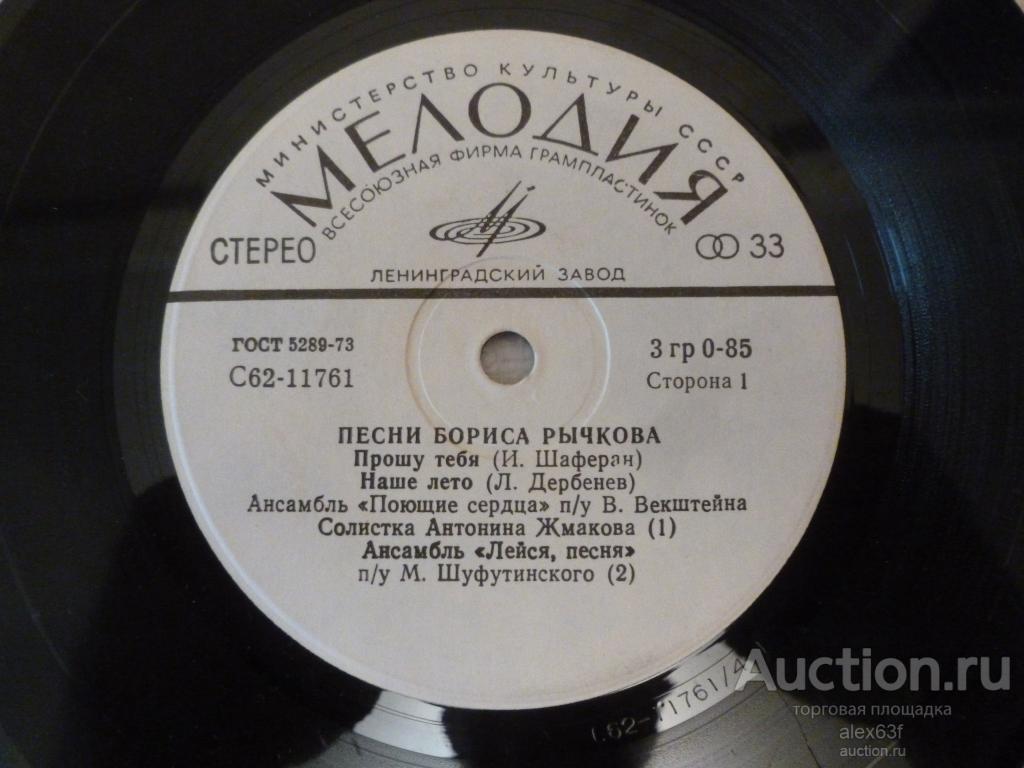 МИНИСТЕРСТВО КУЛЬТУРЫ СССР
МЕЛОДИЯ
ВСЕСОЮЗНАЯ ФИРМА ГРАМПЛАСТИНОК
СТЕРЕО
33
ЛЕНИНГРАДСКИЙ ЗАВОД
ГОСТ 5289-73
3 гр 0-85
С62-11761
Сторона 1
ПЕСНИ БОРИСА РЫЧКОВА
Прошу тебя (И. Шаферан)
Наше лето (Л. Дербенев)
Ансамбль «Поющие сердца» п/у В. Векштейна
Солистка Антонина Жмакова (1)
Ансамбль «Лейся, песня»
п/у М. Шуфутинского (2)
Auction.ru
торговая площадка
alex63f
auction.ru